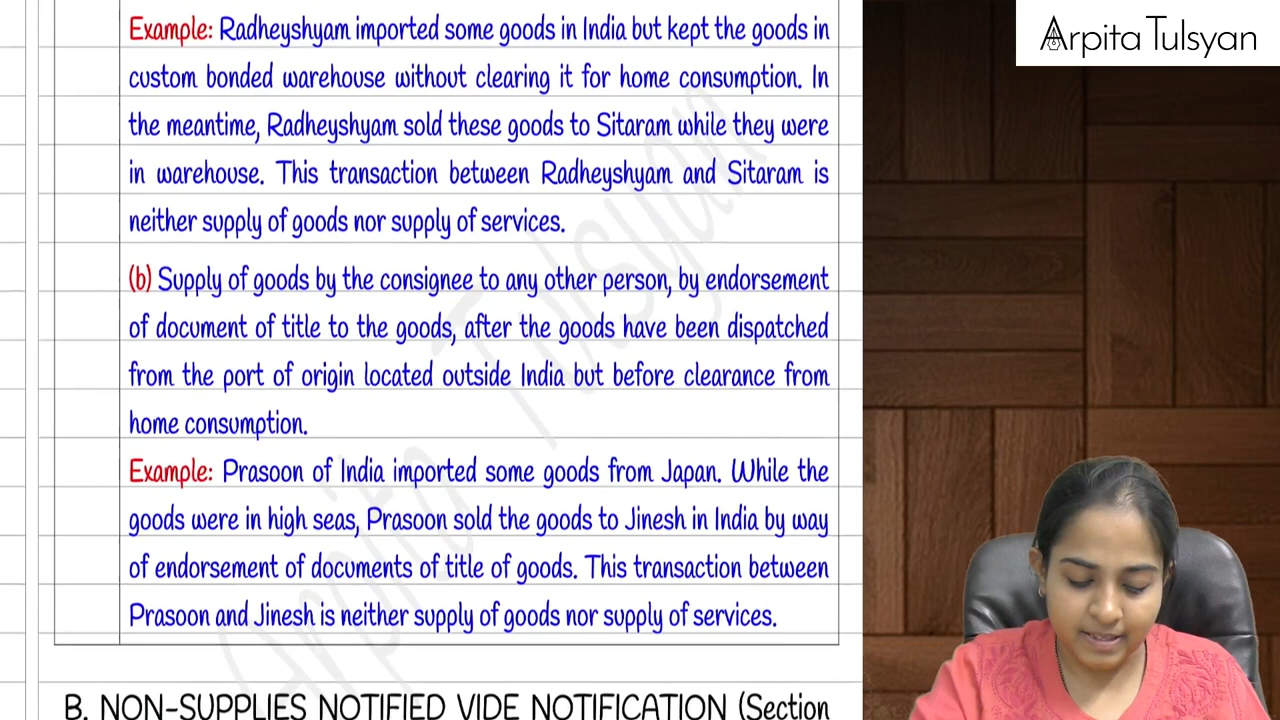 Arpita Tulsyan
Example: Radheyshyam imported some goods in India but kept the goods in
custom bonded warehouse without clearing it for home consumption. In
the meantime, Radheyshyam sold these goods to Sitaram while they were
in warehouse. This transaction between Radheyshyam and Sitaram is
neither supply of goods nor supply of services.
(b) Supply of goods by the consignee to any other person, by endorsement
of document of title to the goods, after the goods have been dispatched
from the port of origin located outside India but before clearance from
home consumption.
Example: Prasoon of India imported some goods from Japan. While the
goods were in high seas, Prasoon sold the goods to Jinesh in India by way
of endorsement of documents of title of goods. This transaction between
Prasoon and Jinesh is neither supply of goods nor supply of services.
B. NON-SUPPLIES NOTIFIED VIDE NOTIFICATION (Section
Arpita Tulsyan